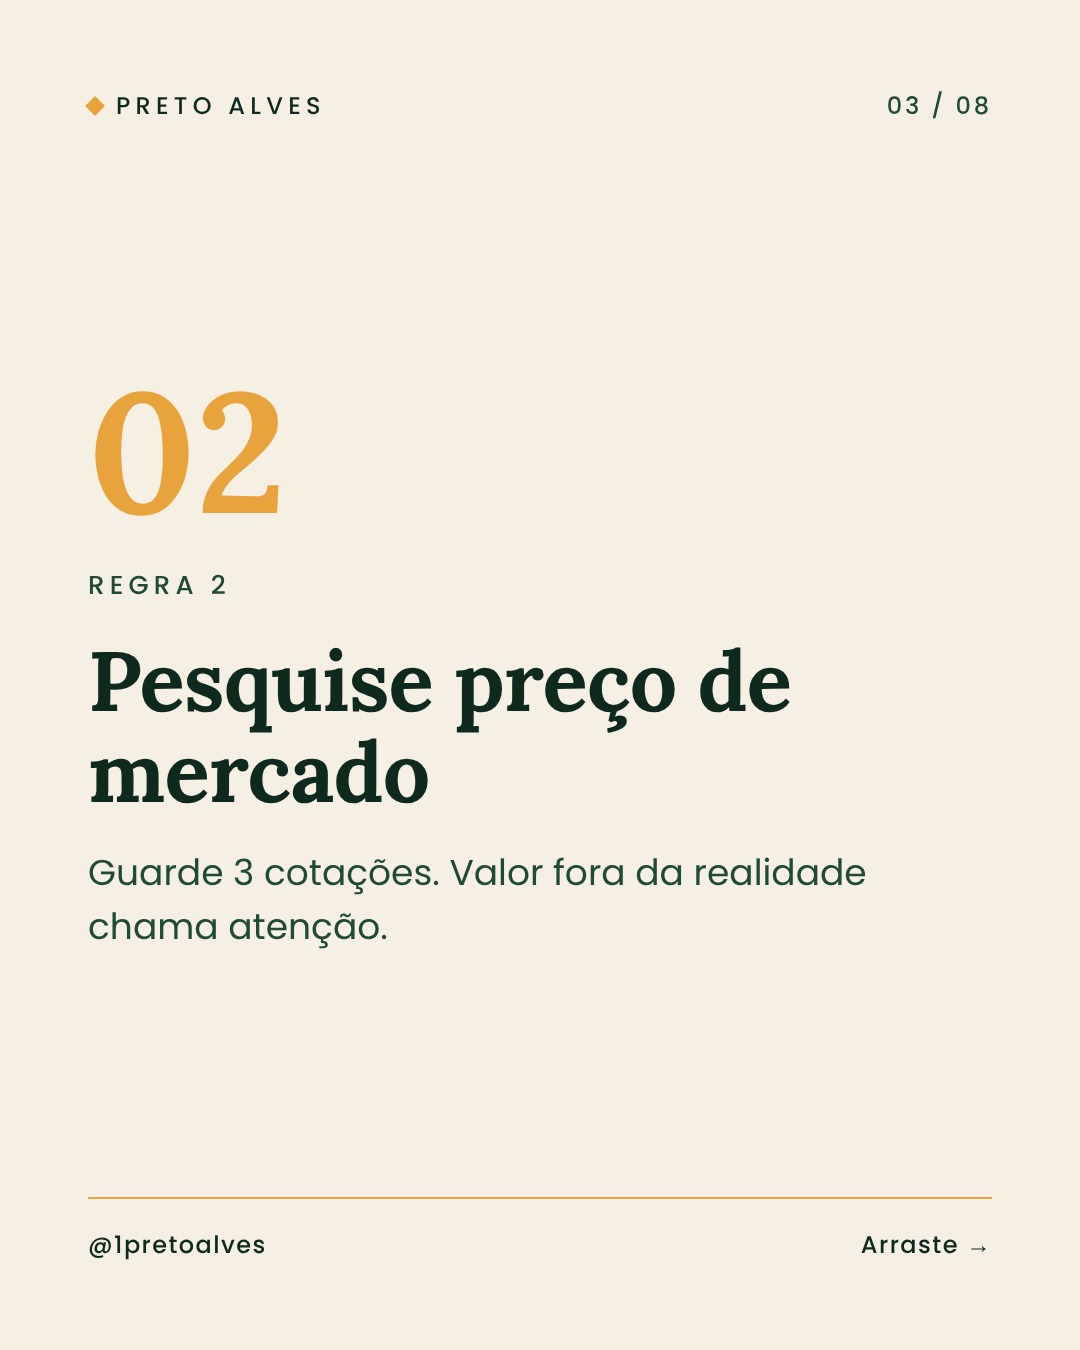 PRETO ALVES
03 / 08
02
REGRA 2
Pesquise preço de
mercado
Guarde 3 cotações. Valor fora da realidade
chama atenção.
@1pretoalves
Arraste →